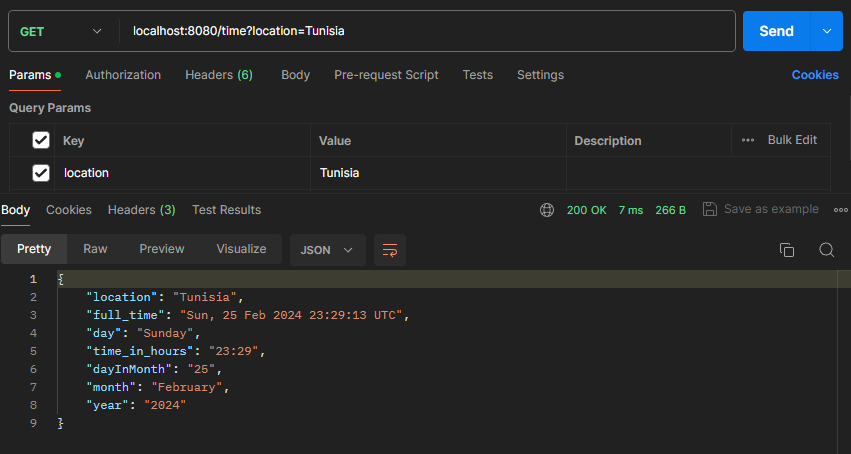 GET localhost:8080/time?location=Tunisia Send
Params Authorization Headers (6) Body Pre-request Script Tests Settings Cookies
Query Params
Key Value Description ••• Bulk Edit
location Tunisia
Body Cookies Headers (3) Test Results 200 OK 7 ms 266 B Save as example
Pretty Raw Preview Visualize JSON
1 {
2 "location": "Tunisia",
3 "full_time": "Sun, 25 Feb 2024 23:29:13 UTC",
4 "day": "Sunday",
5 "time_in_hours": "23:29",
6 "dayInMonth": "25",
7 "month": "February",
8 "year": "2024"
9 }